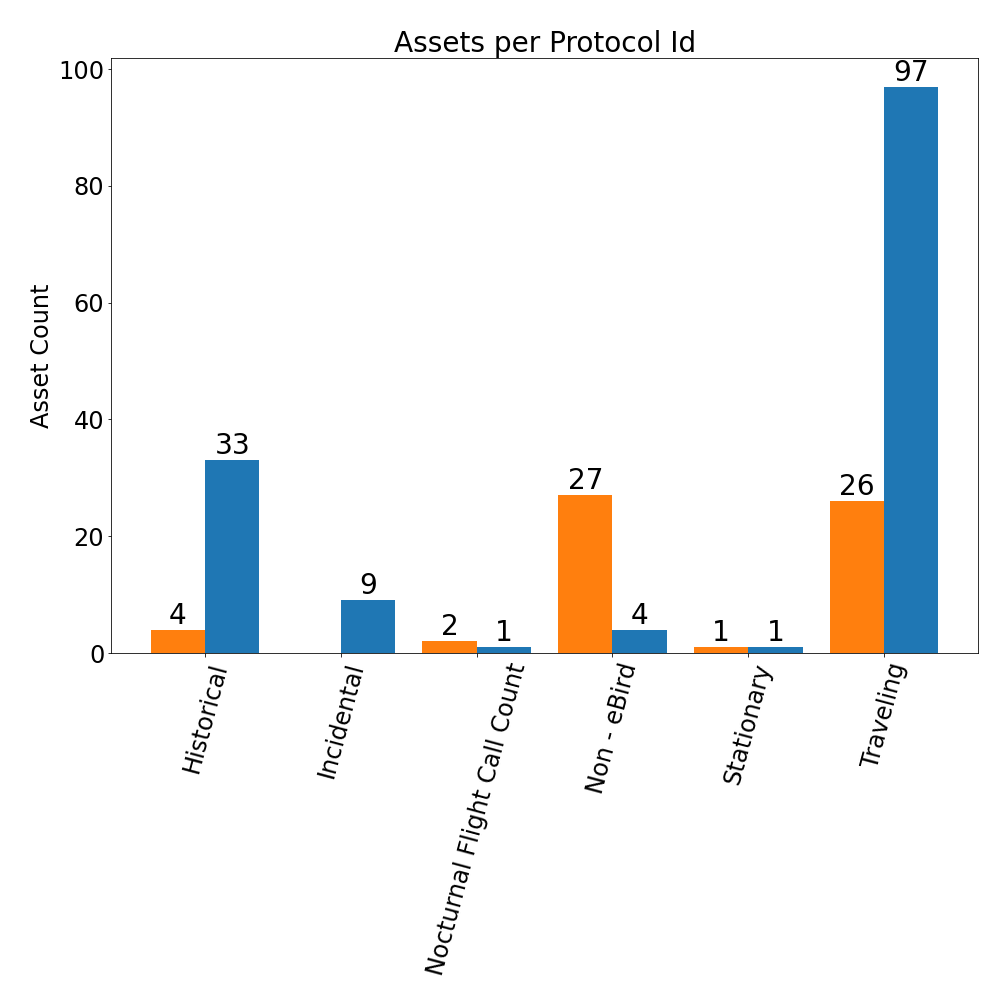 Assets per Protocol Id
Asset Count
100
80
60
40
20
0
4
33
9
2
1
27
4
1
1
26
97
Historical
Incidental
Nocturnal Flight Call Count
Non - eBird
Stationary
Traveling